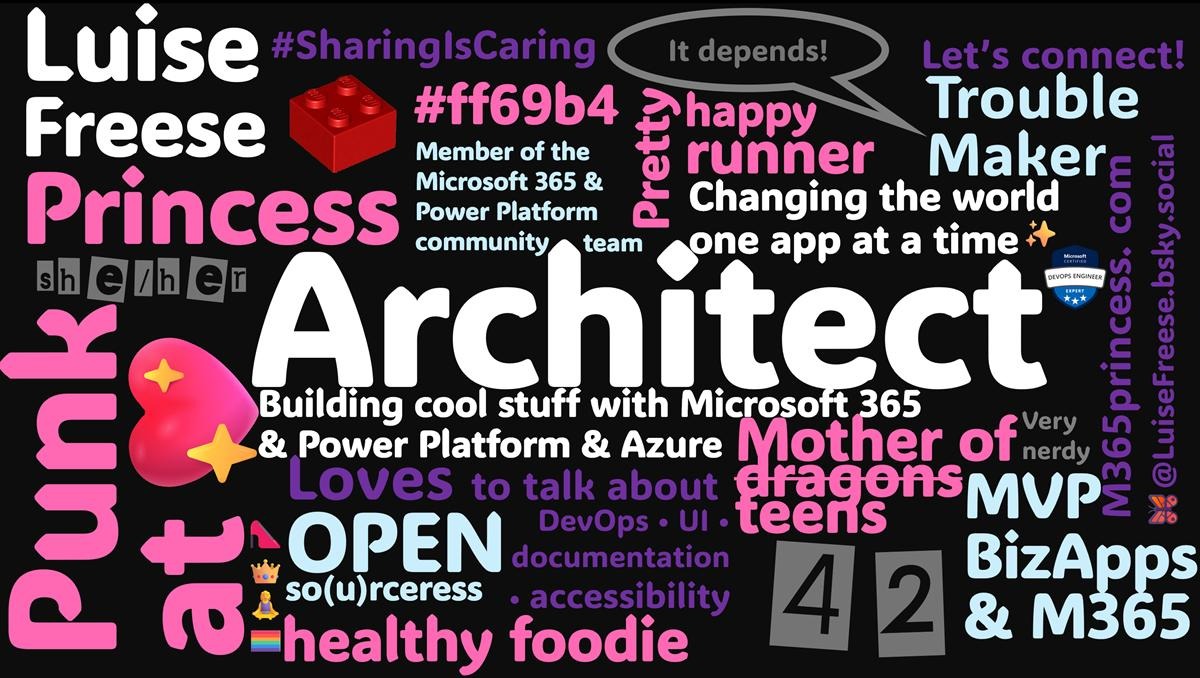 Luise
Freese
#SharingIsCaring
It depends!
Let's connect!
#ff69b4
Trouble
Maker
Pretty
happy
runner
Princess
Member of the
Microsoft 365 &
Power Platform
community team
Changing the world
one app at a time
she/her
Architect
Microsoft
CERTIFIED
DEVOPS ENGINEER
EXPERT
M365princess. com
@LuiseFreese.bsky.social
Punk
at
Building cool stuff with Microsoft 365
& Power Platform & Azure
Mother of
dragons
teens
Very
nerdy
Loves to talk about
DevOps • UI •
documentation
• accessibility
OPEN
so(u)rceress
MVP
BizApps
& M365
42
healthy foodie